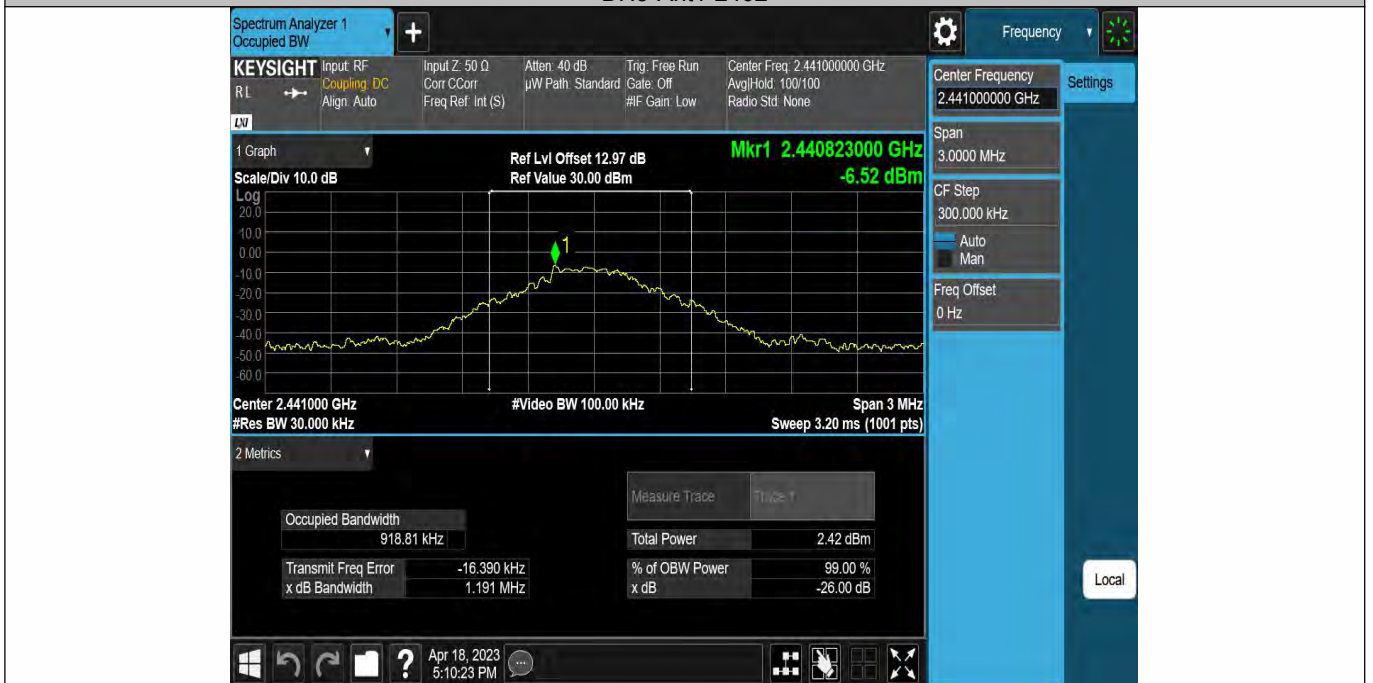 Spectrum Analyzer 1
Occupied BW
Frequency
KEYSIGHT
RL
LXI
Input: RF
Coupling: DC
Align: Auto
Input Z: 50 Ω
Corr CCorr
Freq Ref: Int (S)
Atten: 40 dB
µW Path: Standard
Trig: Free Run
Gate: Off
#IF Gain: Low
Center Freq: 2.441000000 GHz
Avg|Hold: 100/100
Radio Std: None
Center Frequency
2.441000000 GHz
Settings
Span
3.0000 MHz
CF Step
300.000 kHz
Auto
Man
Freq Offset
0 Hz
Local
1 Graph
Scale/Div 10.0 dB
Ref Lvl Offset 12.97 dB
Ref Value 30.00 dBm
Mkr1 2.440823000 GHz
-6.52 dBm
Log
20.0
10.0
0.00
-10.0
-20.0
-30.0
-40.0
-50.0
-60.0
1
Center 2.441000 GHz
#Res BW 30.000 kHz
#Video BW 100.00 kHz
Span 3 MHz
Sweep 3.20 ms (1001 pts)
2 Metrics
Measure Trace
Trace 1
Occupied Bandwidth
918.81 kHz
Total Power 2.42 dBm
Transmit Freq Error -16.390 kHz
% of OBW Power 99.00 %
x dB Bandwidth 1.191 MHz
x dB -26.00 dB
Apr 18, 2023
5:10:23 PM